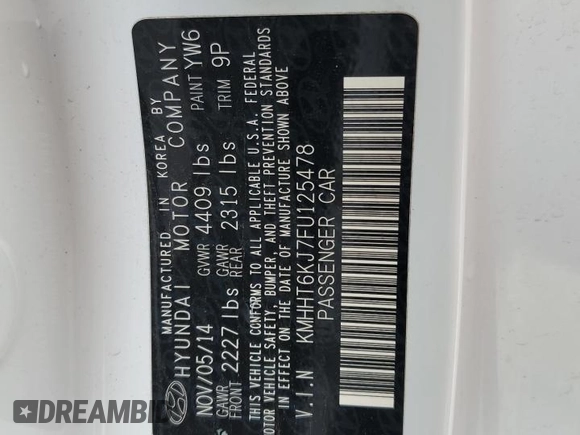 MANUFACTURED IN KOREA BY
HYUNDAI MOTOR COMPANY
NOV/05/14 GVWR 4409 lbs PAINT YW6
GAWR FRONT 2227 lbs GAWR REAR 2315 lbs TRIM 9P
THIS VEHICLE CONFORMS TO ALL APPLICABLE U.S.A. FEDERAL
MOTOR VEHICLE SAFETY, BUMPER, AND THEFT PREVENTION STANDARDS
IN EFFECT ON THE DATE OF MANUFACTURE SHOWN ABOVE
V.I.N KMHHT6KJ7FU125478
PASSENGER CAR
DREAMBID